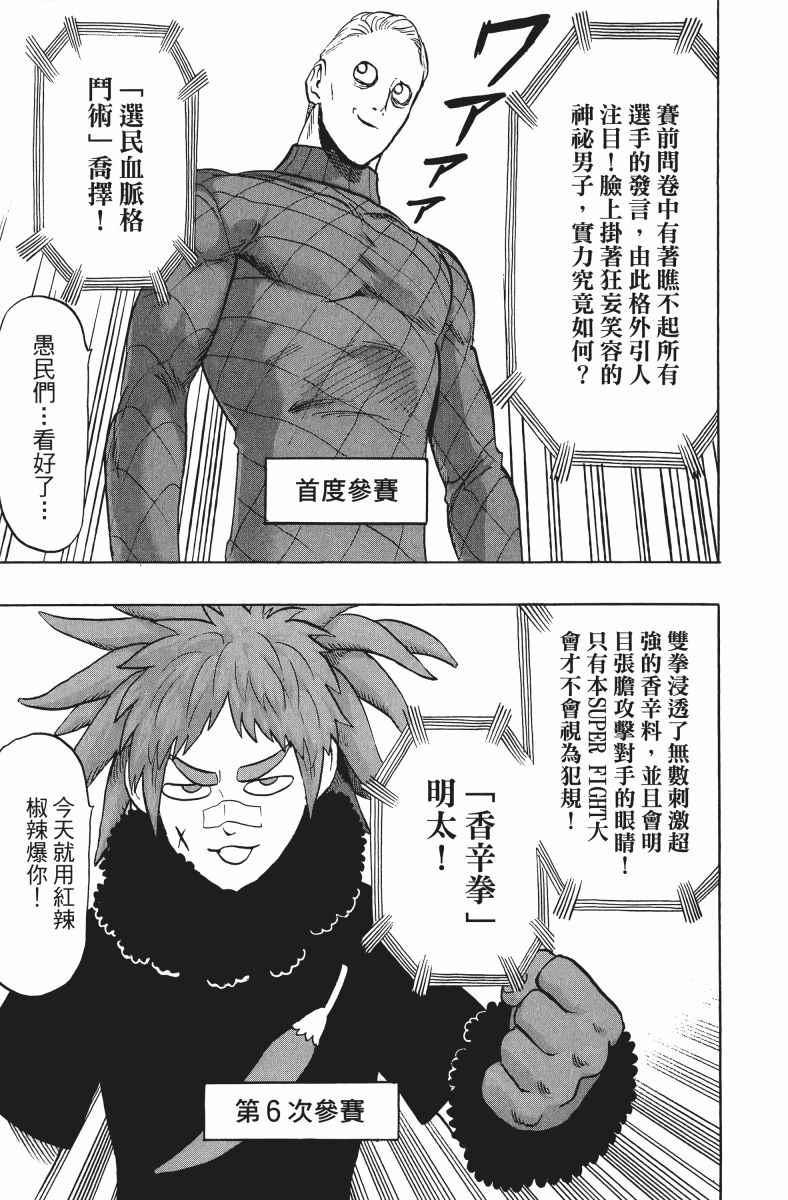 賽前問卷中有著瞧不起所有
選手的發言，由此格外引人
注目！臉上掛著狂妄笑容的
神祕男子，實力究竟如何？
ワァァァァ
「選民血脈格
鬥術」喬擇！
愚民們…看好了…
首度參賽
雙拳浸透了無數刺激超
強的香辛料，並且會明
目張膽攻擊對手的眼睛！
只有本SUPER FIGHT大
會才不會視為犯規！
「香辛拳」
明太！
今天就用紅辣
椒辣爆你！
第6次參賽